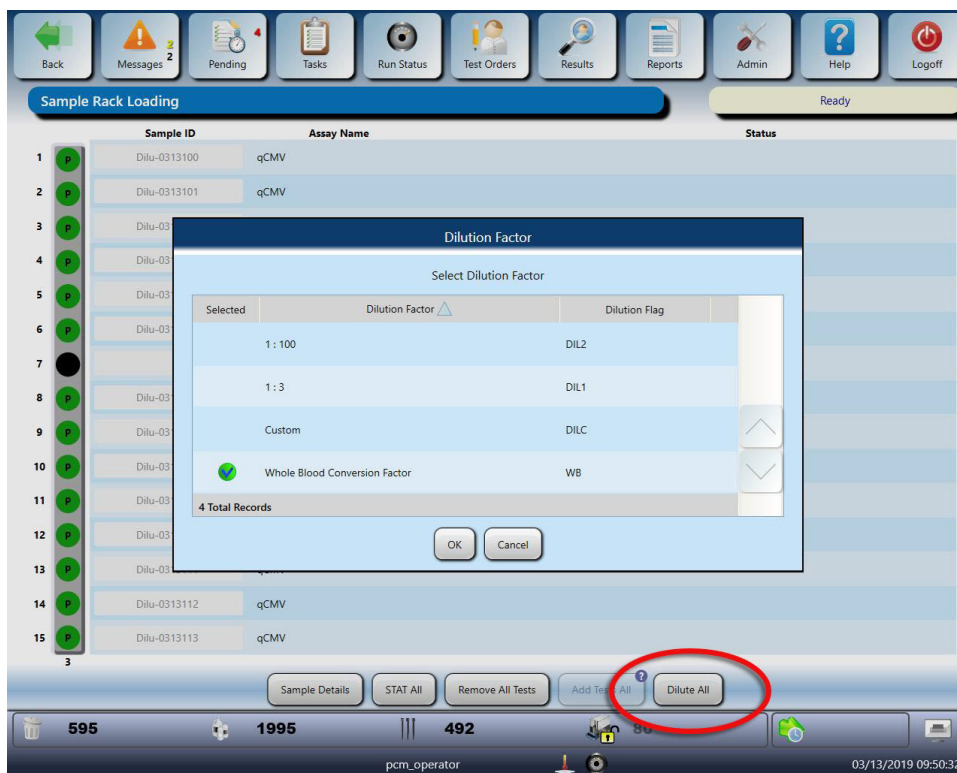 Back
Messages 2 2
Pending 4
Tasks
Run Status
Test Orders
Results
Reports
Admin
Help
Logoff
Sample Rack Loading
Ready
Sample ID Assay Name Status
1 P Dilu-0313100 qCMV
2 P Dilu-0313101 qCMV
3 P Dilu-03
4 P Dilu-03
5 P Dilu-03
6 P Dilu-03
7
8 P Dilu-03
9 P Dilu-03
10 P Dilu-03
11 P Dilu-03
12 P Dilu-03
13 P
14 P Dilu-0313112 qCMV
15 P Dilu-0313113 qCMV
3
Dilution Factor
Select Dilution Factor
Selected Dilution Factor Dilution Flag
1 : 100 DIL2
1 : 3 DIL1
Custom DILC
Whole Blood Conversion Factor WB
4 Total Records
OK Cancel
Sample Details STAT All Remove All Tests Add All ? Dilute All
595 1995 492
pcm_operator 03/13/2019 09:50:32